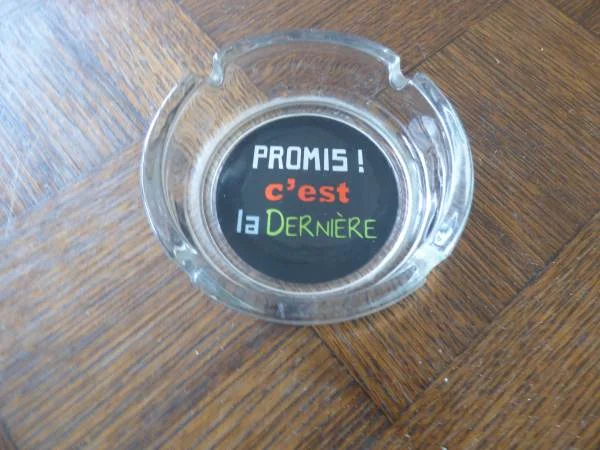 PROMIS !
c'est
la DERNIÈRE